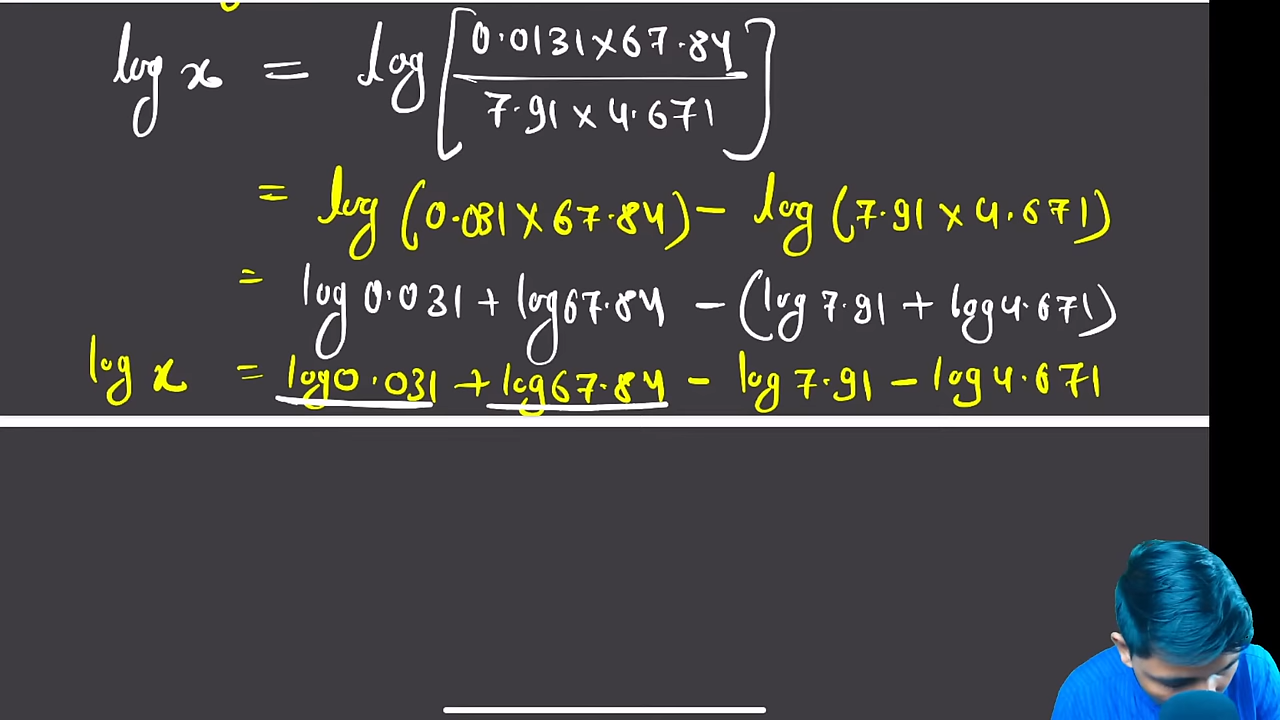 log x = log [ 0.0131 × 67.84 / 7.91 × 4.671 ]
= log (0.031 × 67.84) - log (7.91 × 4.671)
= log 0.031 + log 67.84 - (log 7.91 + log 4.671)
log x = log 0.031 + log 67.84 - log 7.91 - log 4.671